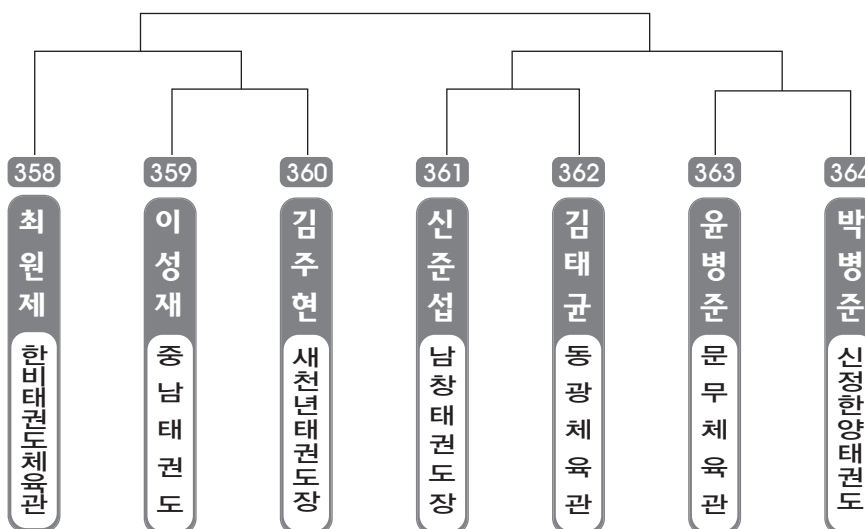 358
최원제
한비태권도체육관
359
이성재
중남태권도
360
김주현
새천년태권도장
361
신준섭
남창태권도장
362
김태균
동광체육관
363
윤병준
문무체육관
364
박병준
신정한양태권도